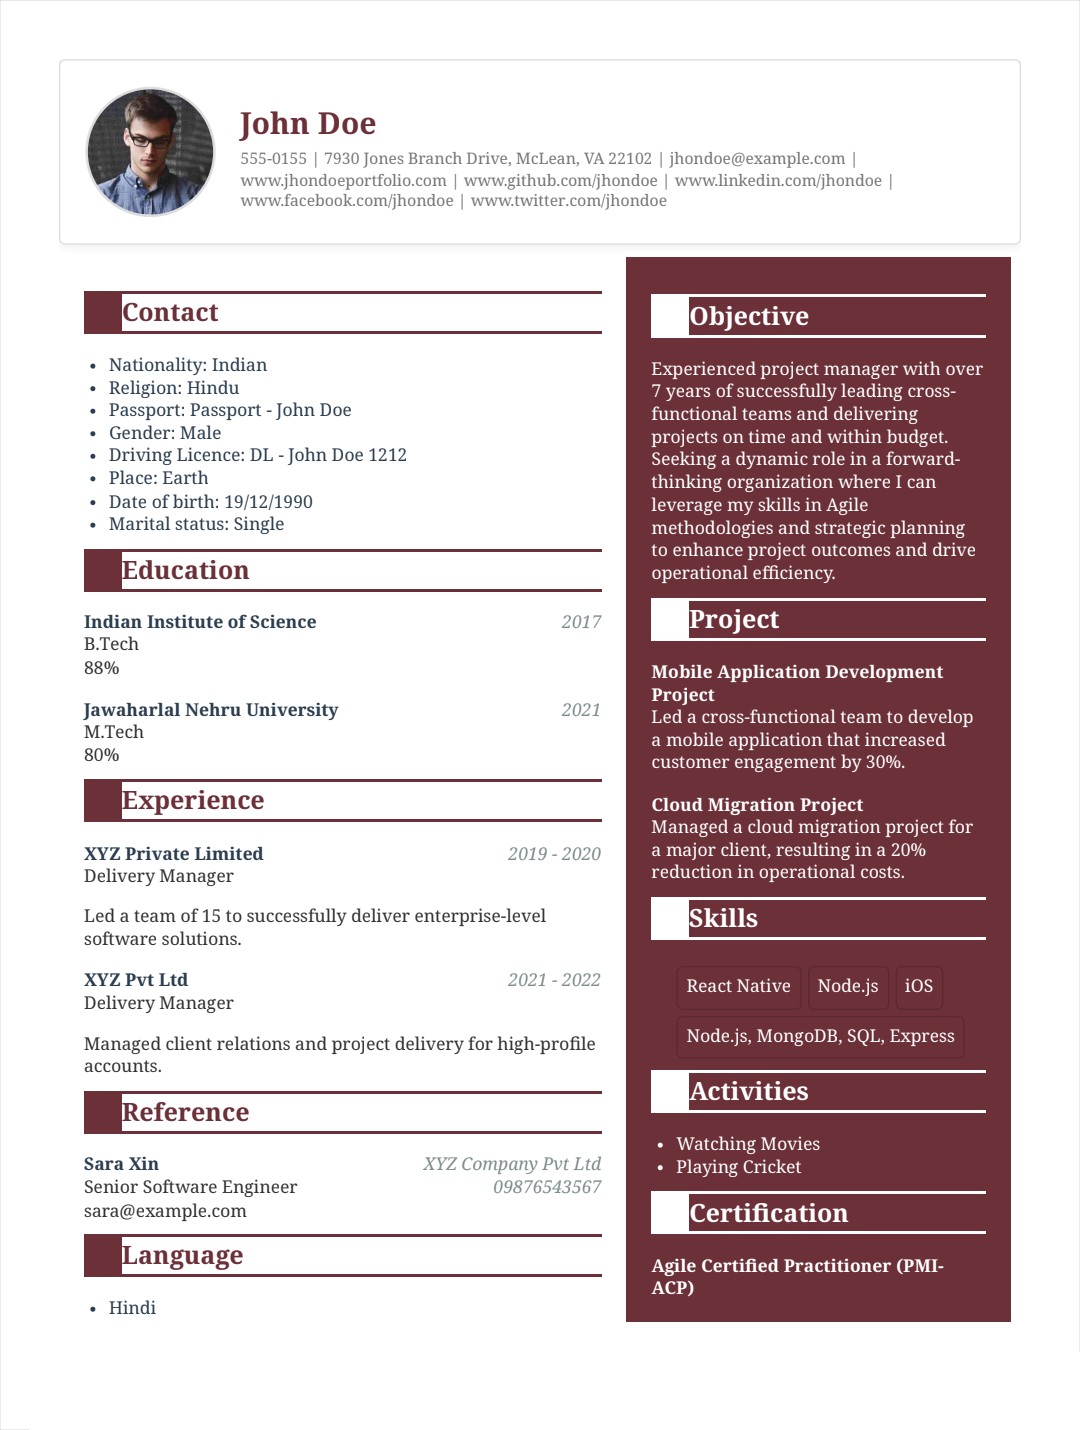 John Doe
555-0155 | 7930 Jones Branch Drive, McLean, VA 22102 | jhondoe@example.com |
www.jhondoeportfolio.com | www.github.com/jhondoe | www.linkedin.com/jhondoe |
www.facebook.com/jhondoe | www.twitter.com/jhondoe
Contact
• Nationality: Indian
• Religion: Hindu
• Passport: Passport - John Doe
• Gender: Male
• Driving Licence: DL - John Doe 1212
• Place: Earth
• Date of birth: 19/12/1990
• Marital status: Single
Education
Indian Institute of Science 2017
B.Tech
88%
Jawaharlal Nehru University 2021
M.Tech
80%
Experience
XYZ Private Limited 2019 - 2020
Delivery Manager
Led a team of 15 to successfully deliver enterprise-level
software solutions.
XYZ Pvt Ltd 2021 - 2022
Delivery Manager
Managed client relations and project delivery for high-profile
accounts.
Reference
Sara Xin XYZ Company Pvt Ltd
Senior Software Engineer 09876543567
sara@example.com
Language
• Hindi
Objective
Experienced project manager with over
7 years of successfully leading cross-
functional teams and delivering
projects on time and within budget.
Seeking a dynamic role in a forward-
thinking organization where I can
leverage my skills in Agile
methodologies and strategic planning
to enhance project outcomes and drive
operational efficiency.
Project
Mobile Application Development
Project
Led a cross-functional team to develop
a mobile application that increased
customer engagement by 30%.
Cloud Migration Project
Managed a cloud migration project for
a major client, resulting in a 20%
reduction in operational costs.
Skills
React Native Node.js iOS
Node.js, MongoDB, SQL, Express
Activities
• Watching Movies
• Playing Cricket
Certification
Agile Certified Practitioner (PMI-
ACP)